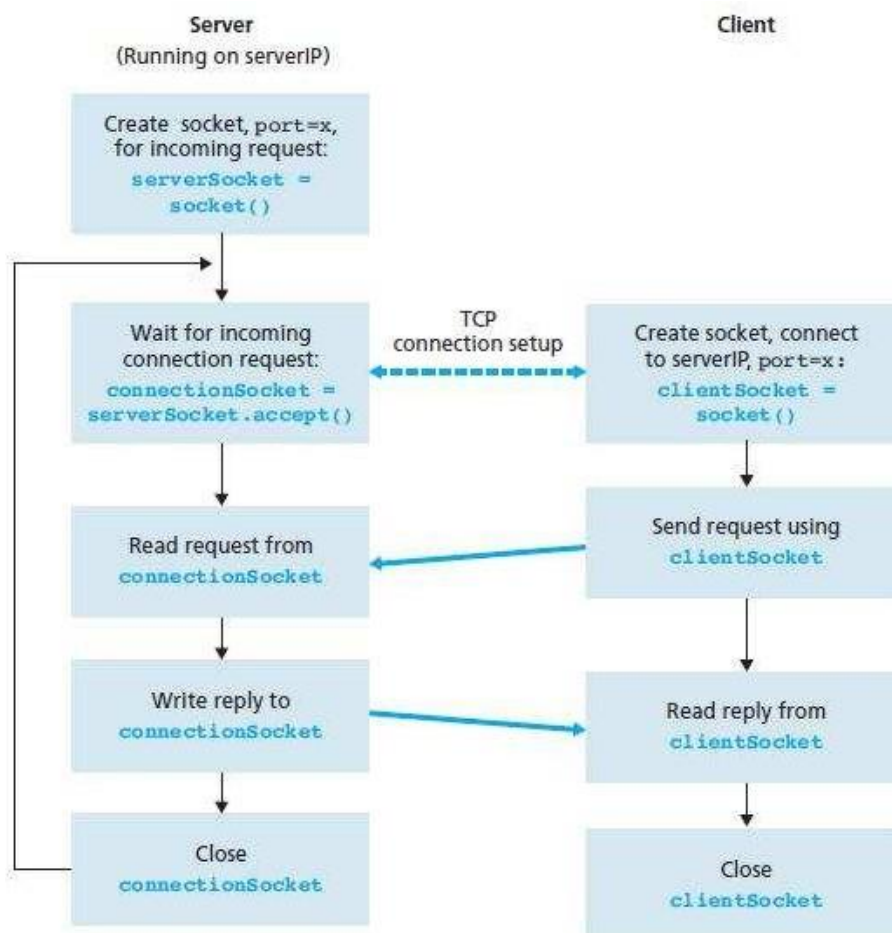 Server
(Running on serverIP)
Client
Create socket, port=x,
for incoming request:
serverSocket =
socket()
Wait for incoming
connection request:
connectionSocket =
serverSocket.accept()
TCP
connection setup
Create socket, connect
to serverIP, port=x:
clientSocket =
socket()
Read request from
connectionSocket
Send request using
clientSocket
Write reply to
connectionSocket
Read reply from
clientSocket
Close
connectionSocket
Close
clientSocket